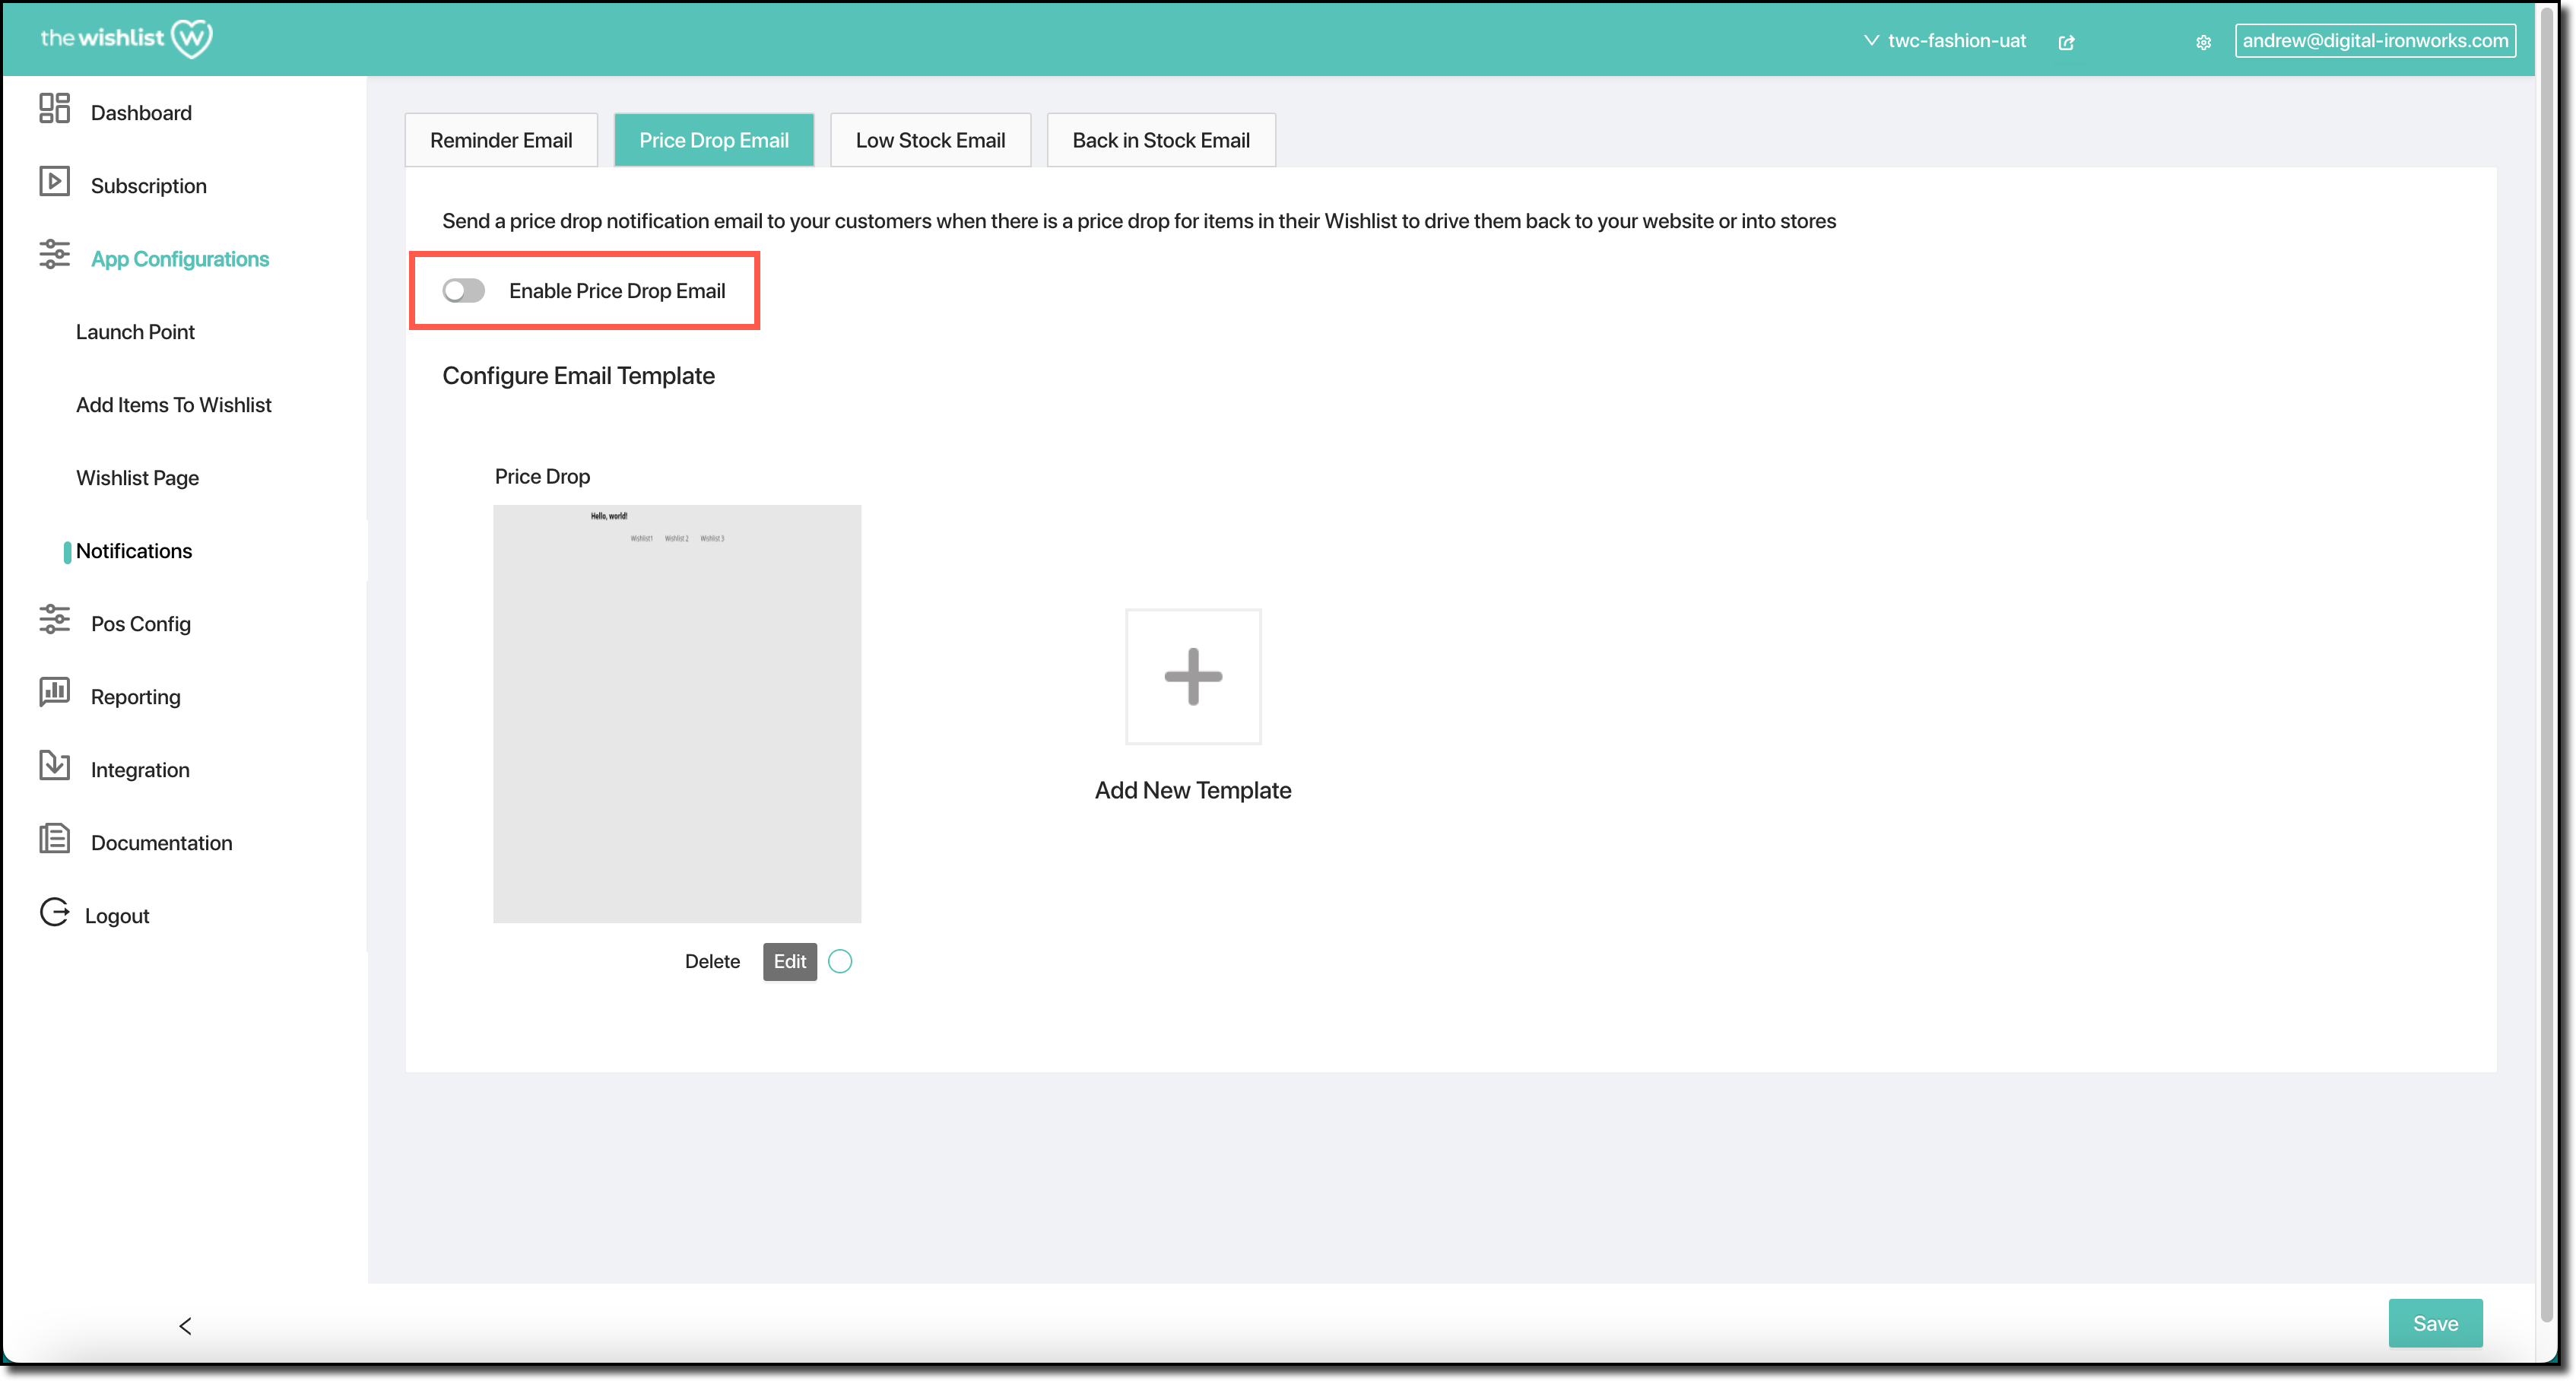 the wishlist W
twc-fashion-uat
andrew@digital-ironworks.com
Dashboard
Subscription
App Configurations
Launch Point
Add Items To Wishlist
Wishlist Page
Notifications
Pos Config
Reporting
Integration
Documentation
Logout
Reminder Email
Price Drop Email
Low Stock Email
Back in Stock Email
Send a price drop notification email to your customers when there is a price drop for items in their Wishlist to drive them back to your website or into stores
Enable Price Drop Email
Configure Email Template
Price Drop
Hello, world!
Wishlist1 Wishlist 2 Wishlist 3
Add New Template
Delete Edit
Save